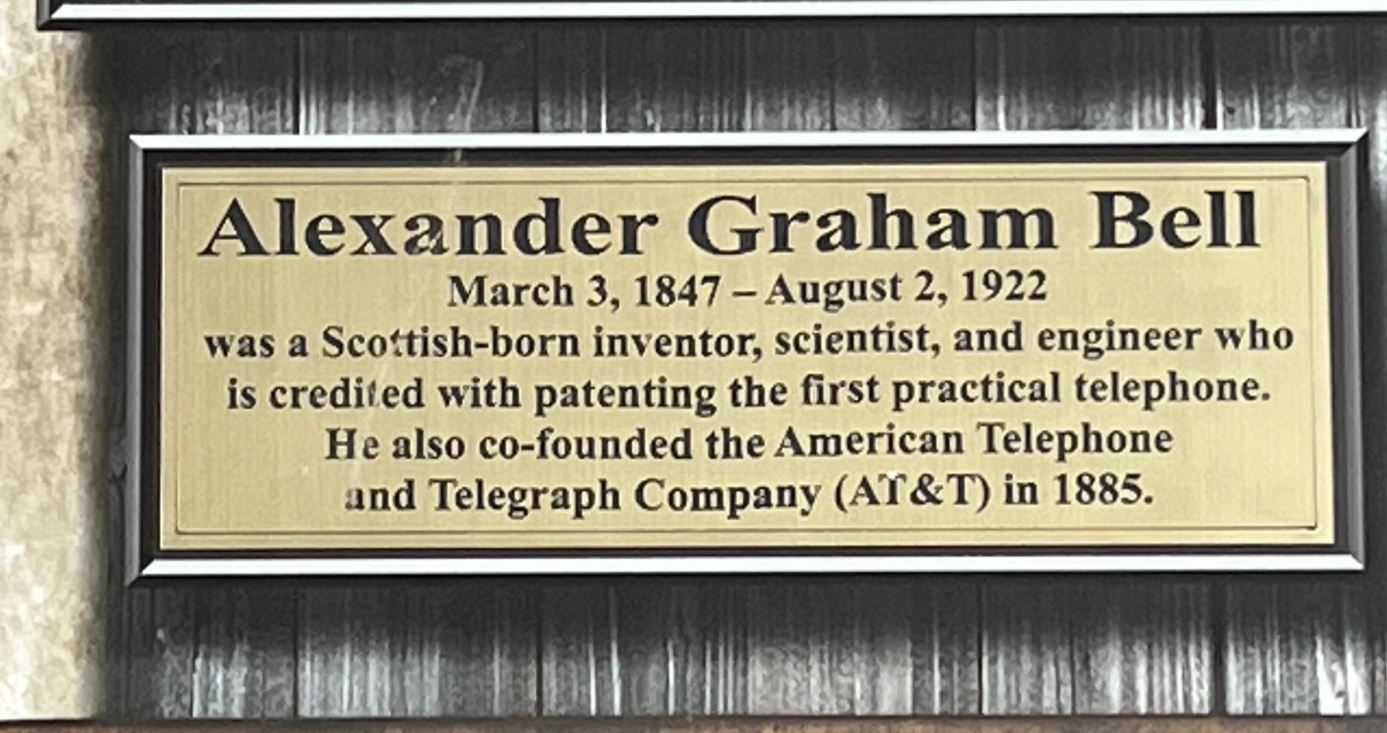 Alexander Graham Bell
March 3, 1847 – August 2, 1922
was a Scottish-born inventor, scientist, and engineer who
is credited with patenting the first practical telephone.
He also co-founded the American Telephone
and Telegraph Company (AT&T) in 1885.